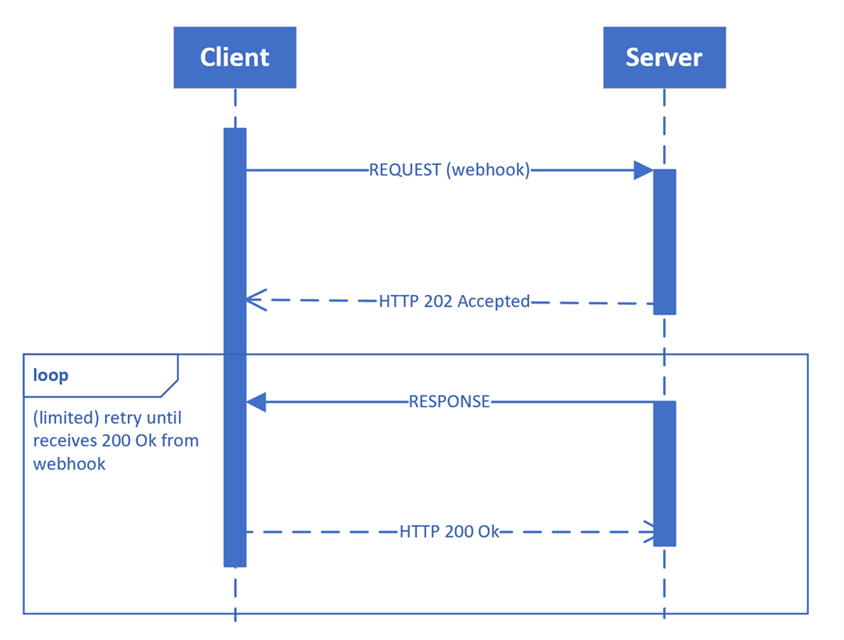 Client
Server
REQUEST (webhook)
HTTP 202 Accepted
loop
(limited) retry until
receives 200 Ok from
webhook
RESPONSE
HTTP 200 Ok